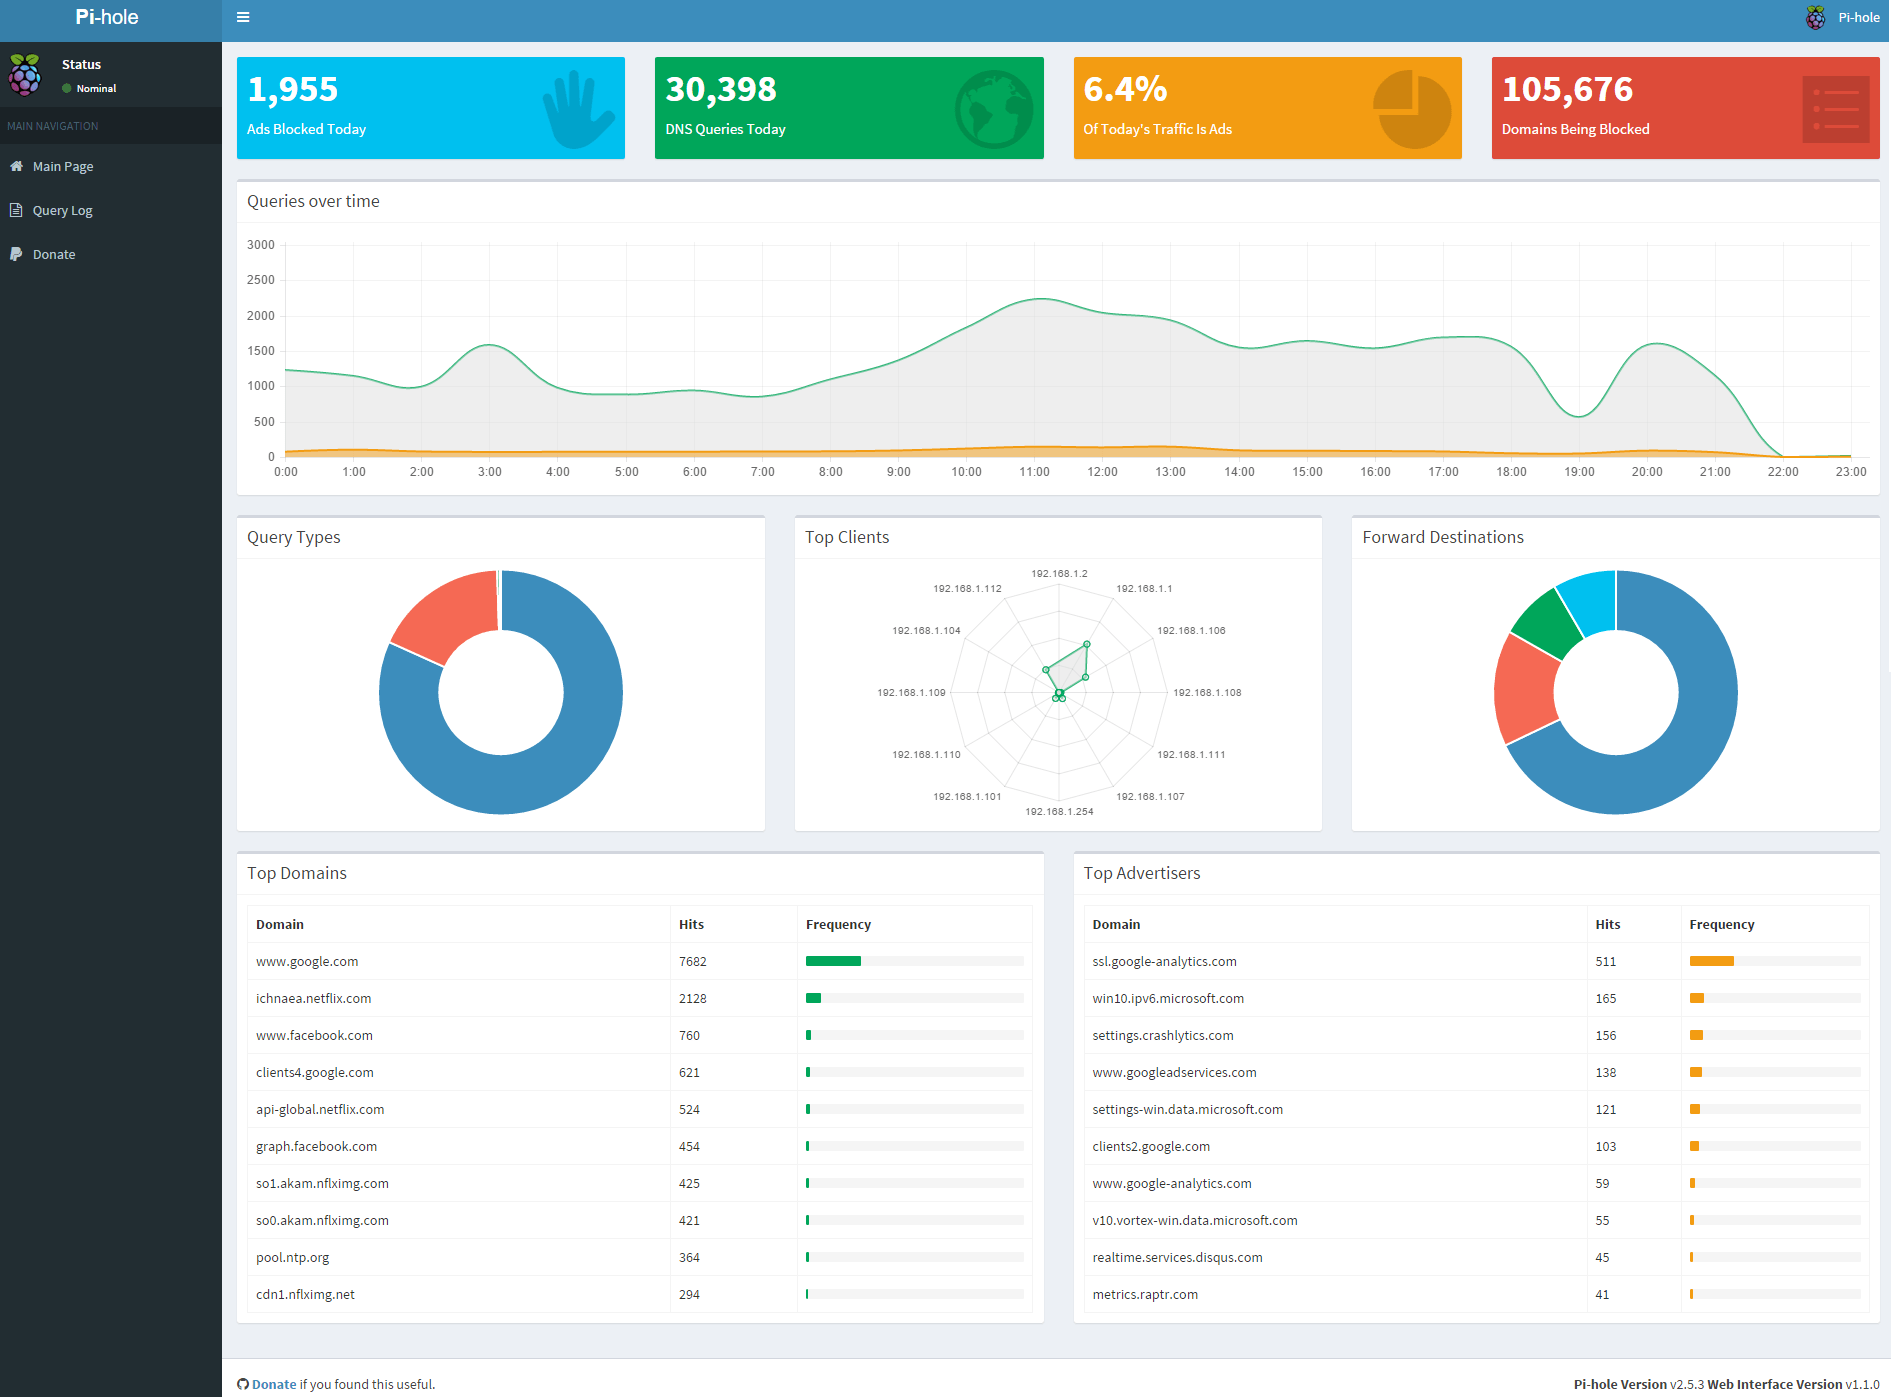 Pi-hole
Pi-hole
Status
Nominal
MAIN NAVIGATION
Main Page
Query Log
Donate
1,955
Ads Blocked Today
30,398
DNS Queries Today
6.4%
Of Today's Traffic Is Ads
105,676
Domains Being Blocked
Queries over time
3000
2500
2000
1500
1000
500
0
0:00 1:00 2:00 3:00 4:00 5:00 6:00 7:00 8:00 9:00 10:00 11:00 12:00 13:00 14:00 15:00 16:00 17:00 18:00 19:00 20:00 21:00 22:00 23:00
Query Types
Top Clients
192.168.1.2
192.168.1.112 192.168.1.1
192.168.1.104 192.168.1.106
192.168.1.109 192.168.1.108
192.168.1.110 192.168.1.111
192.168.1.101 192.168.1.107
192.168.1.254
Forward Destinations
Top Domains
Domain Hits Frequency
www.google.com 7682
ichnaea.netflix.com 2128
www.facebook.com 760
clients4.google.com 621
api-global.netflix.com 524
graph.facebook.com 454
so1.akam.nflximg.com 425
so0.akam.nflximg.com 421
pool.ntp.org 364
cdn1.nflximg.net 294
Top Advertisers
Domain Hits Frequency
ssl.google-analytics.com 511
win10.ipv6.microsoft.com 165
settings.crashlytics.com 156
www.googleadservices.com 138
settings-win.data.microsoft.com 121
clients2.google.com 103
www.google-analytics.com 59
v10.vortex-win.data.microsoft.com 55
realtime.services.disqus.com 45
metrics.raptr.com 41
Donate if you found this useful.
Pi-hole Version v2.5.3 Web Interface Version v1.1.0